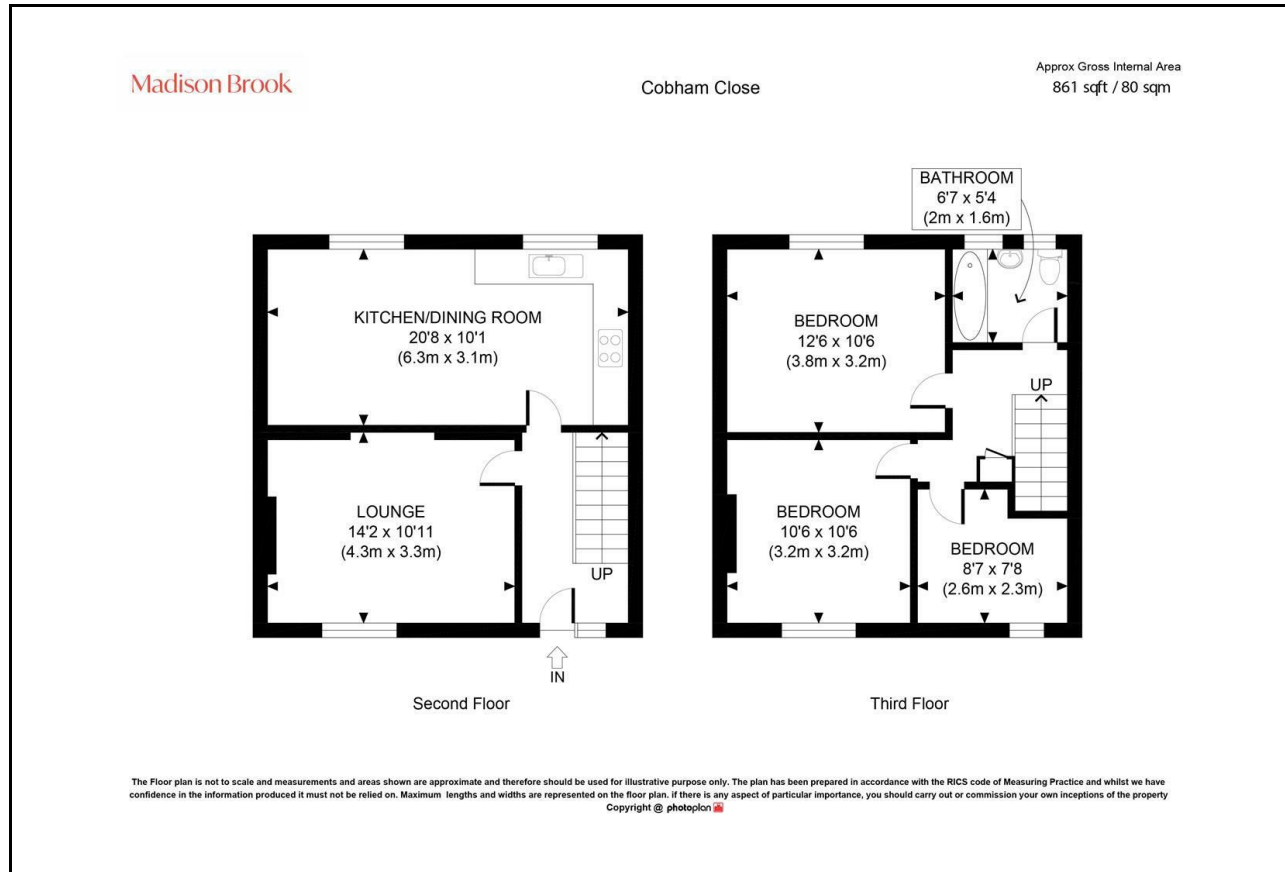 Madison Brook
Cobham Close
Approx Gross Internal Area
861 sqft / 80 sqm
KITCHEN/DINING ROOM
20'8 x 10'1
(6.3m x 3.1m)
LOUNGE
14'2 x 10'11
(4.3m x 3.3m)
UP
IN
Second Floor
BATHROOM
6'7 x 5'4
(2m x 1.6m)
BEDROOM
12'6 x 10'6
(3.8m x 3.2m)
UP
BEDROOM
10'6 x 10'6
(3.2m x 3.2m)
BEDROOM
8'7 x 7'8
(2.6m x 2.3m)
Third Floor
The Floor plan is not to scale and measurements and areas shown are approximate and therefore should be used for illustrative purpose only. The plan has been prepared in accordance with the RICS code of Measuring Practice and whilst we have
confidence in the information produced it must not be relied on. Maximum lengths and widths are represented on the floor plan. if there is any aspect of particular importance, you should carry out or commission your own inceptions of the property
Copyright @ photoplan